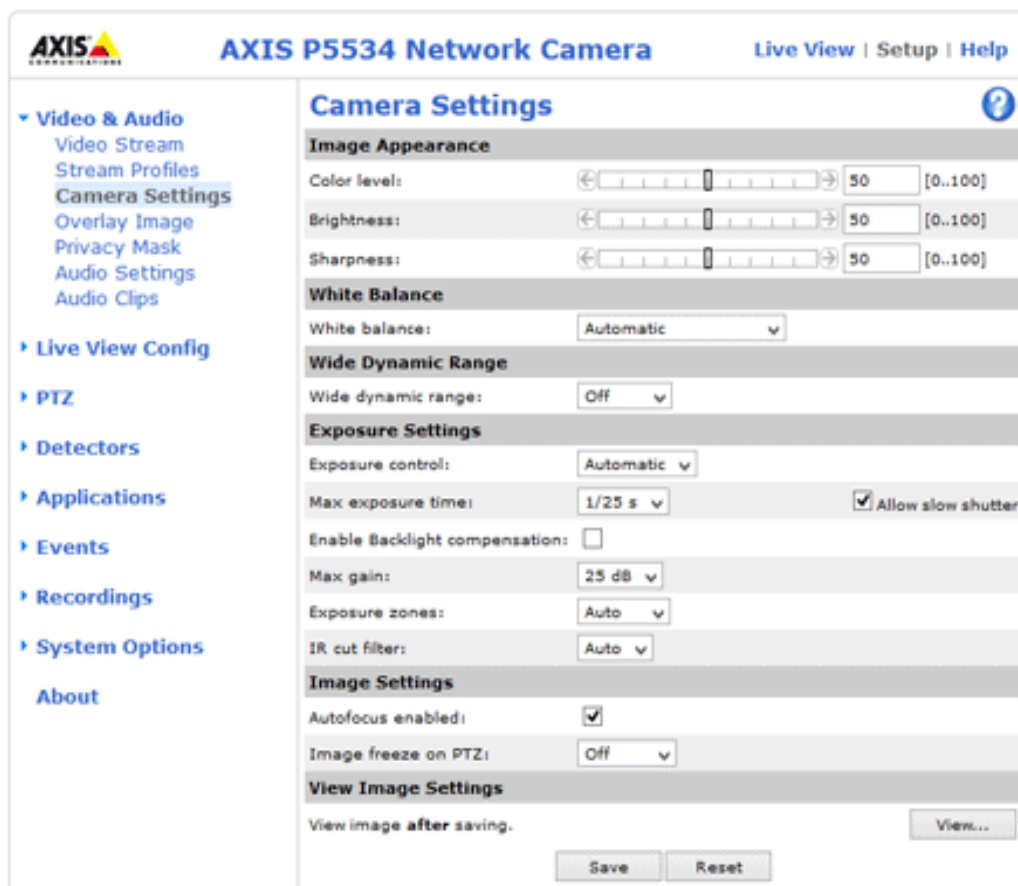 AXIS
COMMUNICATIONS
AXIS P5534 Network Camera
Live View | Setup | Help
Video & Audio
Video Stream
Stream Profiles
Camera Settings
Overlay Image
Privacy Mask
Audio Settings
Audio Clips
Live View Config
PTZ
Detectors
Applications
Events
Recordings
System Options
About
Camera Settings
?
Image Appearance
Color level: 50 [0..100]
Brightness: 50 [0..100]
Sharpness: 50 [0..100]
White Balance
White balance: Automatic
Wide Dynamic Range
Wide dynamic range: Off
Exposure Settings
Exposure control: Automatic
Max exposure time: 1/25 s Allow slow shutter
Enable Backlight compensation:
Max gain: 25 dB
Exposure zones: Auto
IR cut filter: Auto
Image Settings
Autofocus enabled:
Image freeze on PTZ: Off
View Image Settings
View image after saving. View...
Save Reset